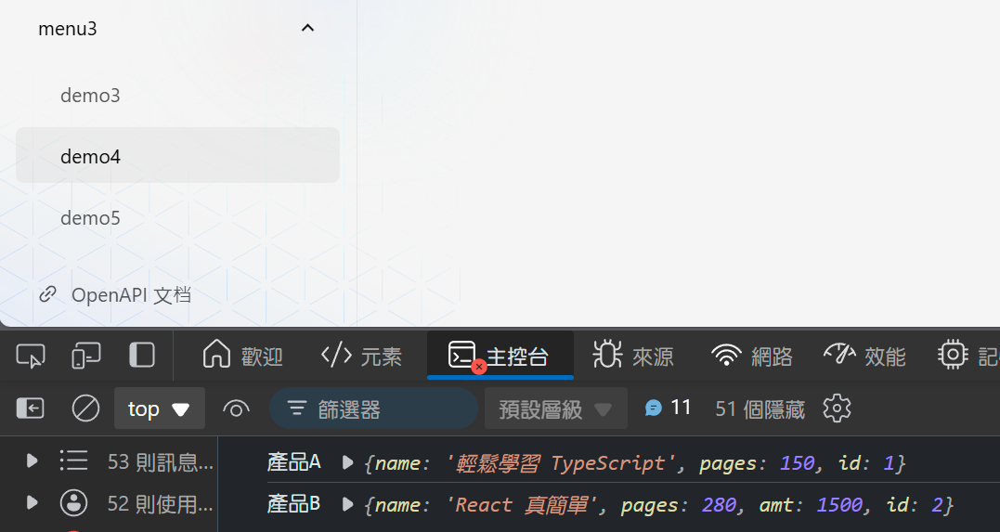 menu3
demo3
demo4
demo5
OpenAPI 文档
歡迎 元素 主控台 來源 網路 效能 記
top 篩選器 預設層級 11 51 個隱藏
53 則訊息... 產品A {name: '輕鬆學習 TypeScript', pages: 150, id: 1}
52 則使用... 產品B {name: 'React 真簡單', pages: 280, amt: 1500, id: 2}